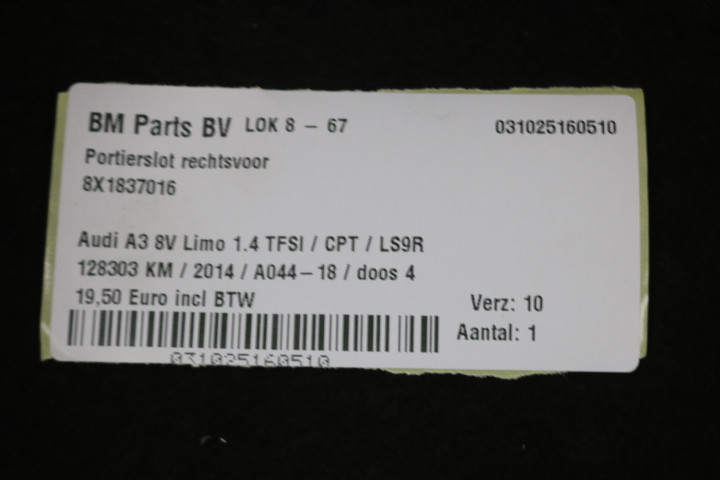 BM Parts BV LOK 8 - 67 031025160510
Portierslot rechtsvoor
8X1837016
Audi A3 8V Limo 1.4 TFSI / CPT / LS9R
128303 KM / 2014 / A044-18 / doos 4
19,50 Euro incl BTW Verz: 10
Aantal: 1
031025160510